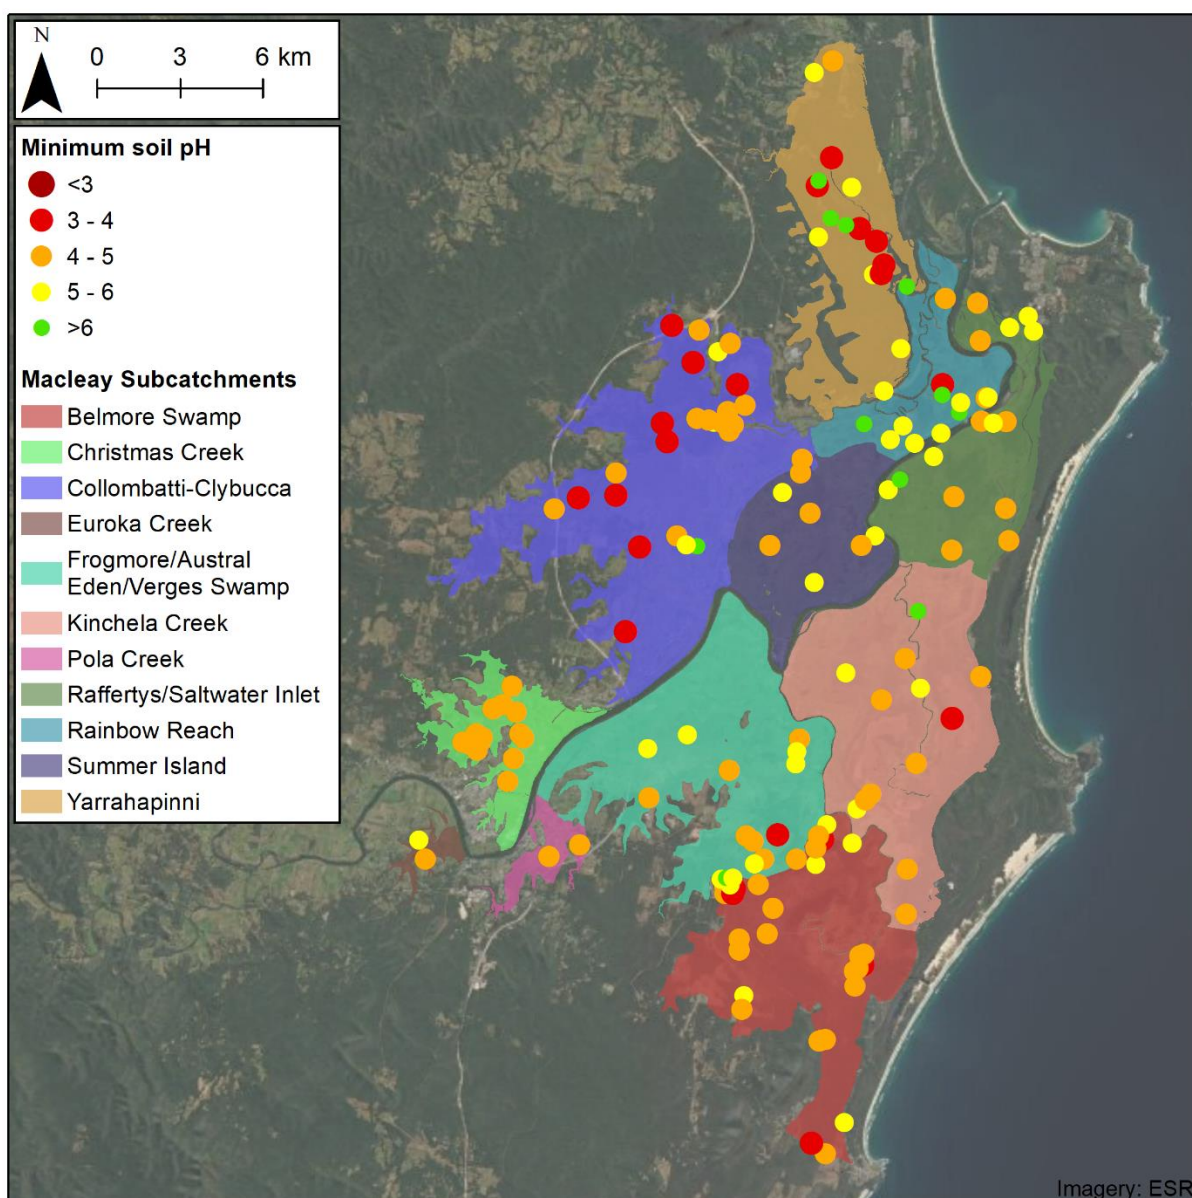 N
0 3 6 km
Minimum soil pH
<3
3 - 4
4 - 5
5 - 6
>6
Macleay Subcatchments
Belmore Swamp
Christmas Creek
Collombatti-Clybucca
Euroka Creek
Frogmore/Austral
Eden/Verges Swamp
Kinchela Creek
Pola Creek
Raffertys/Saltwater Inlet
Rainbow Reach
Summer Island
Yarrahapinni
Imagery: ESR